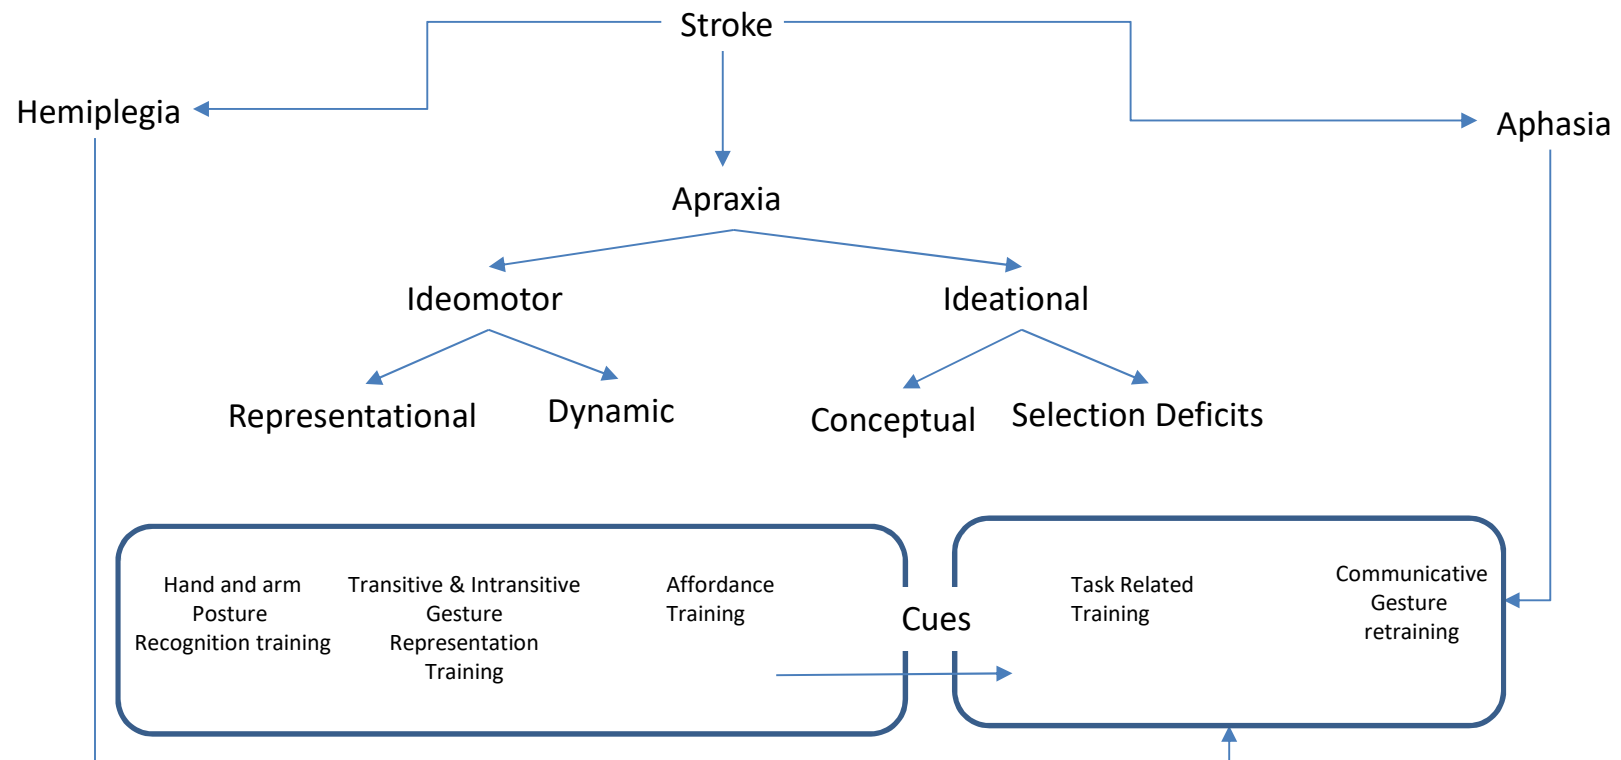 Stroke
Hemiplegia
Aphasia
Apraxia
Ideomotor
Ideational
Representational
Dynamic
Conceptual
Selection Deficits
Hand and arm
Posture
Recognition training
Transitive & Intransitive
Gesture
Representation
Training
Affordance
Training
Cues
Task Related
Training
Communicative
Gesture
retraining